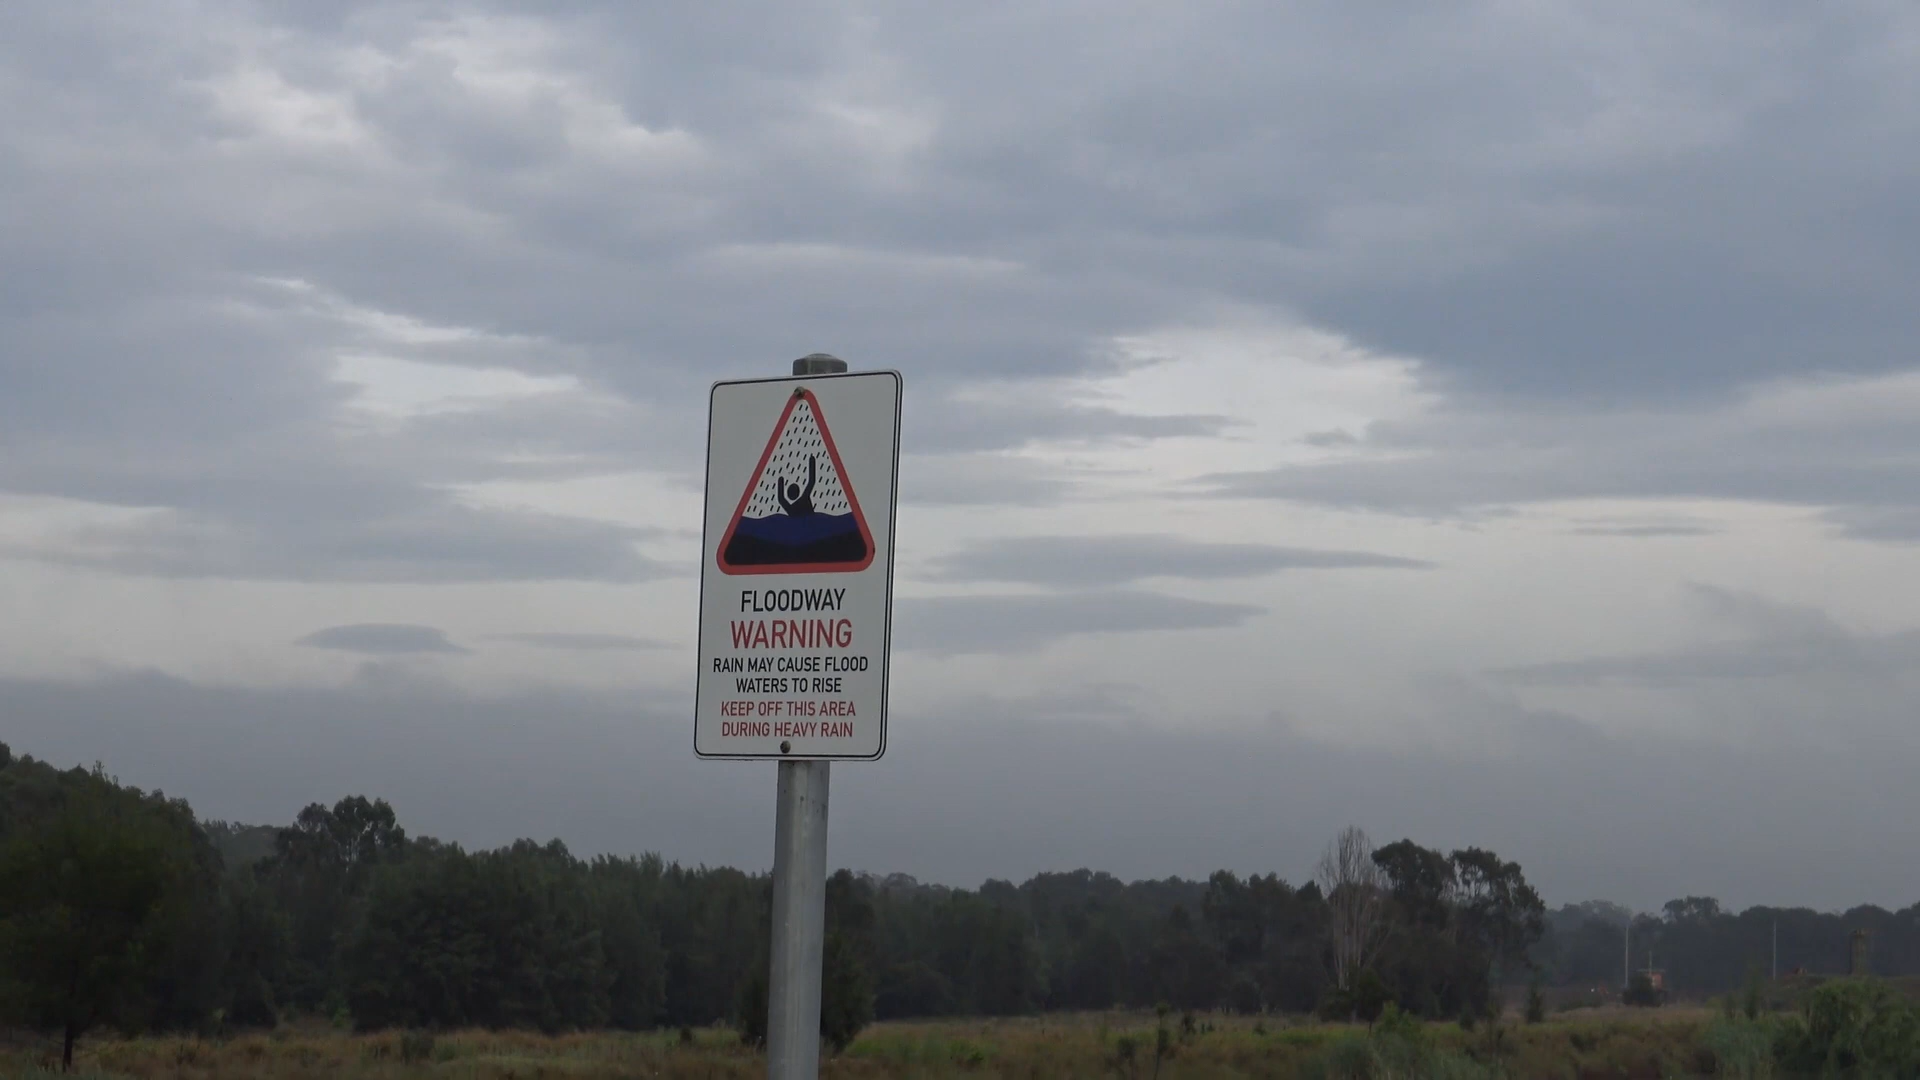 FLOODWAY
WARNING
RAIN MAY CAUSE FLOOD
WATERS TO RISE
KEEP OFF THIS AREA
DURING HEAVY RAIN